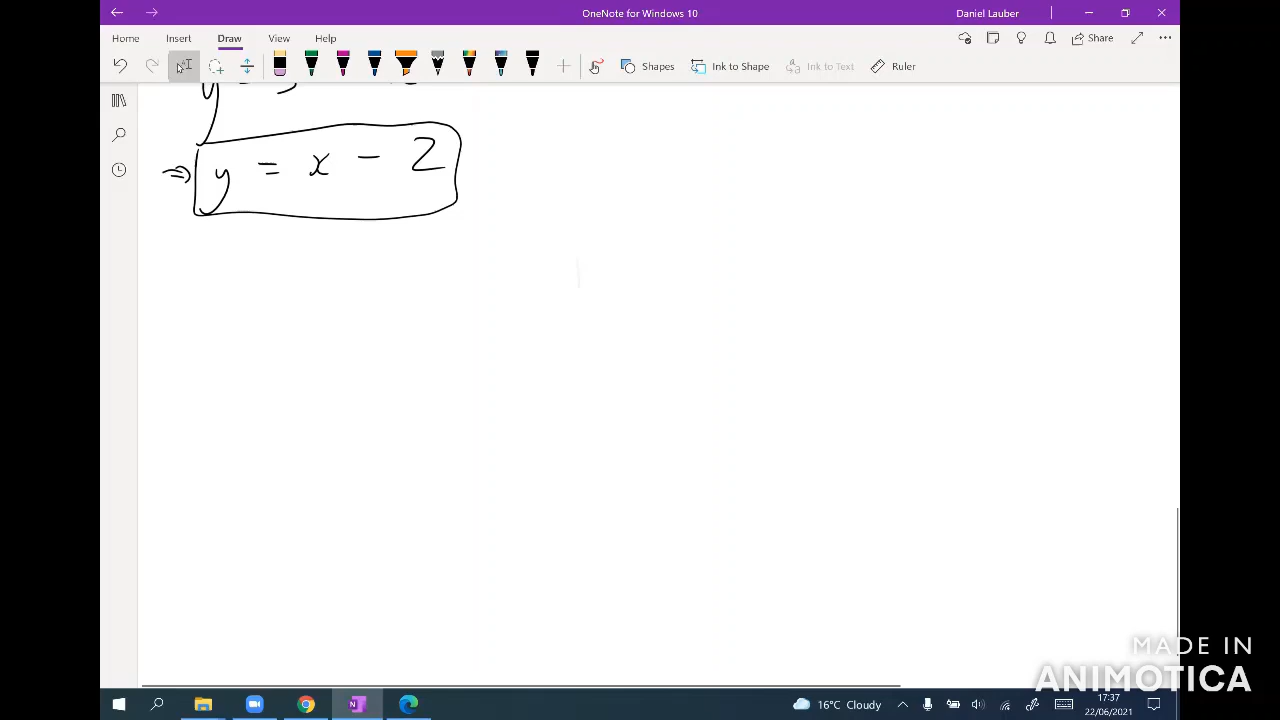 OneNote for Windows 10
Daniel Lauber
Home Insert Draw View Help
Share
Shapes Ink to Shape Ink to Text Ruler
⇒ y = x - 2
MADE IN
ANIMOTICA
16°C Cloudy
17:37
22/06/2021